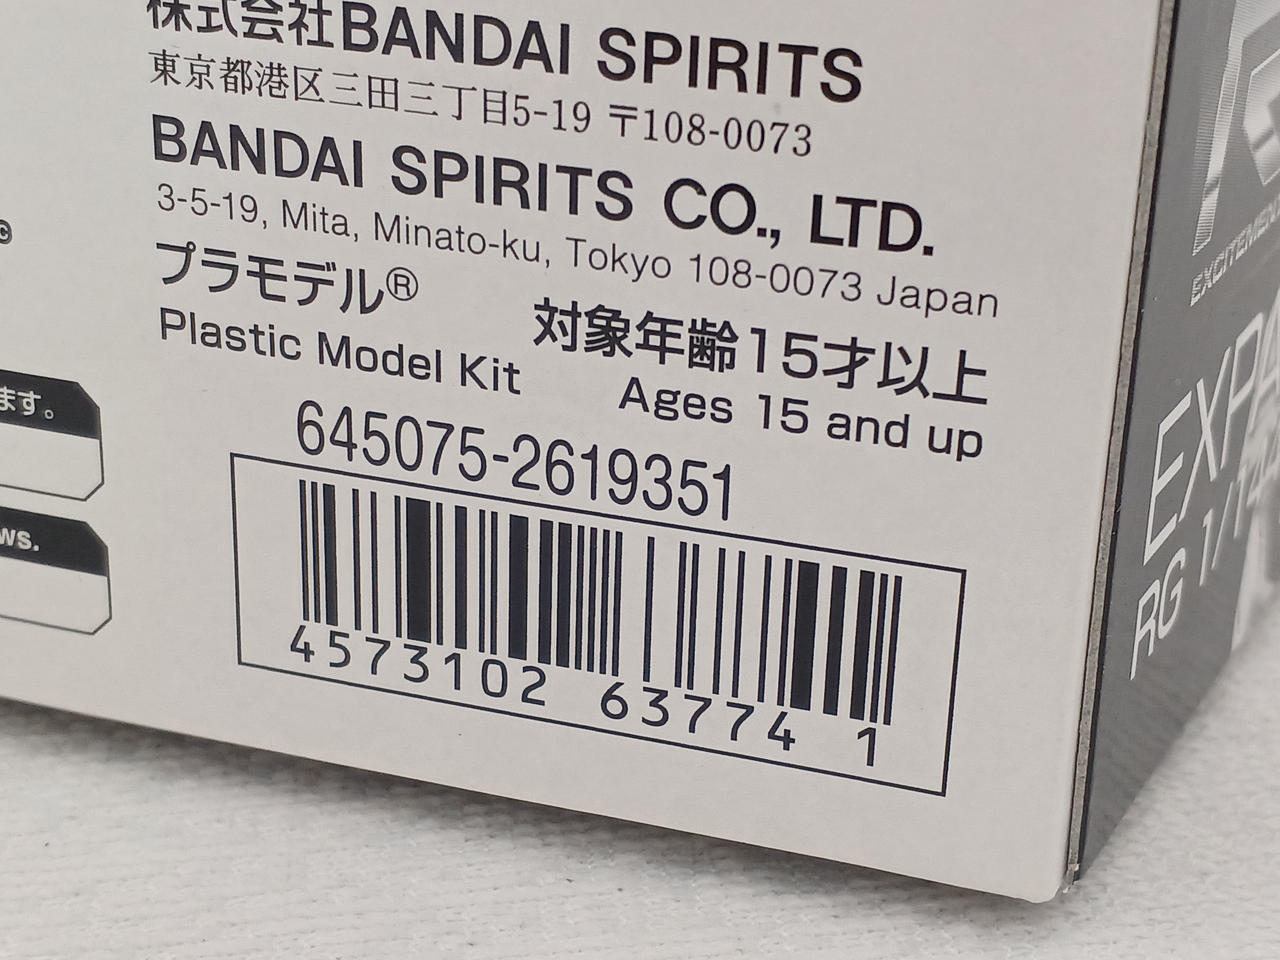 株式会社BANDAI SPIRITS
東京都港区三田三丁目5-19 〒108-0073
BANDAI SPIRITS CO., LTD.
3-5-19, Mita, Minato-ku, Tokyo 108-0073 Japan
プラモデル®
Plastic Model Kit
対象年齢15才以上
Ages 15 and up
645075-2619351
4573102 637741
©
ます。
ws.
RG 1/144